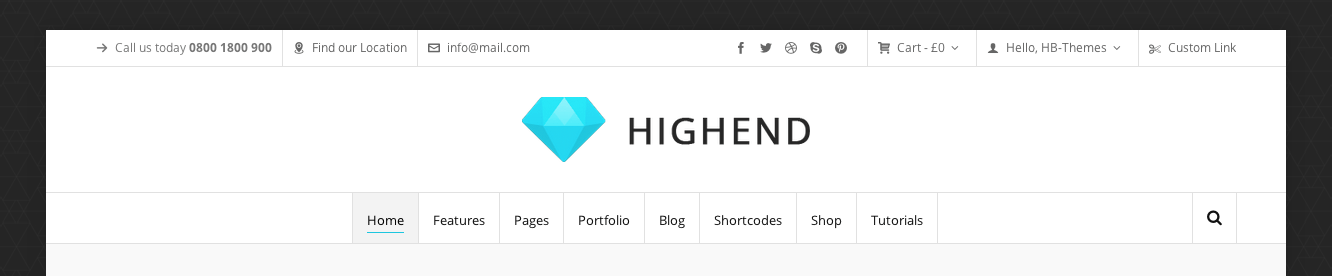 Call us today 0800 1800 900 Find our Location info@mail.com Cart - £0 Hello, HB-Themes Custom Link
HIGHEND
Home Features Pages Portfolio Blog Shortcodes Shop Tutorials